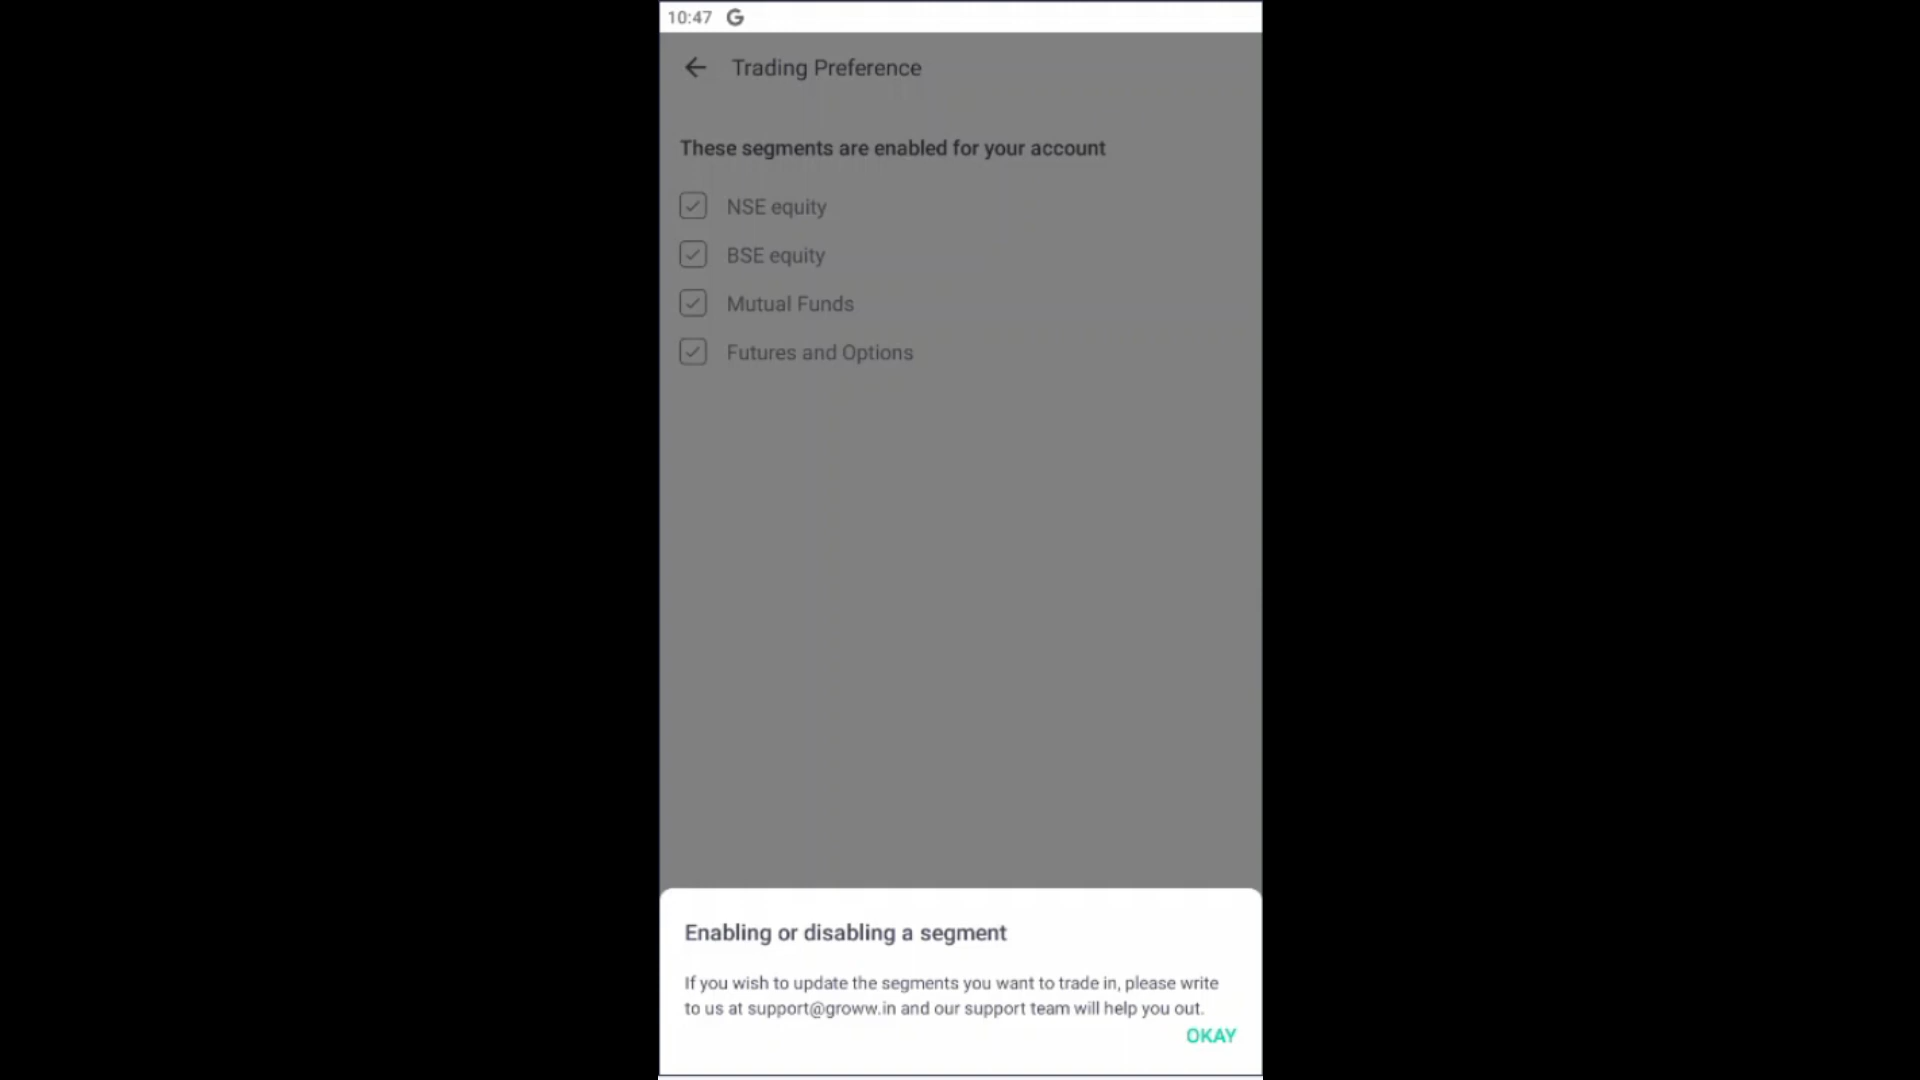 10:47 G
Trading Preference
These segments are enabled for your account
NSE equity
BSE equity
Mutual Funds
Futures and Options
Enabling or disabling a segment
If you wish to update the segments you want to trade in, please write
to us at support@groww.in and our support team will help you out.
OKAY